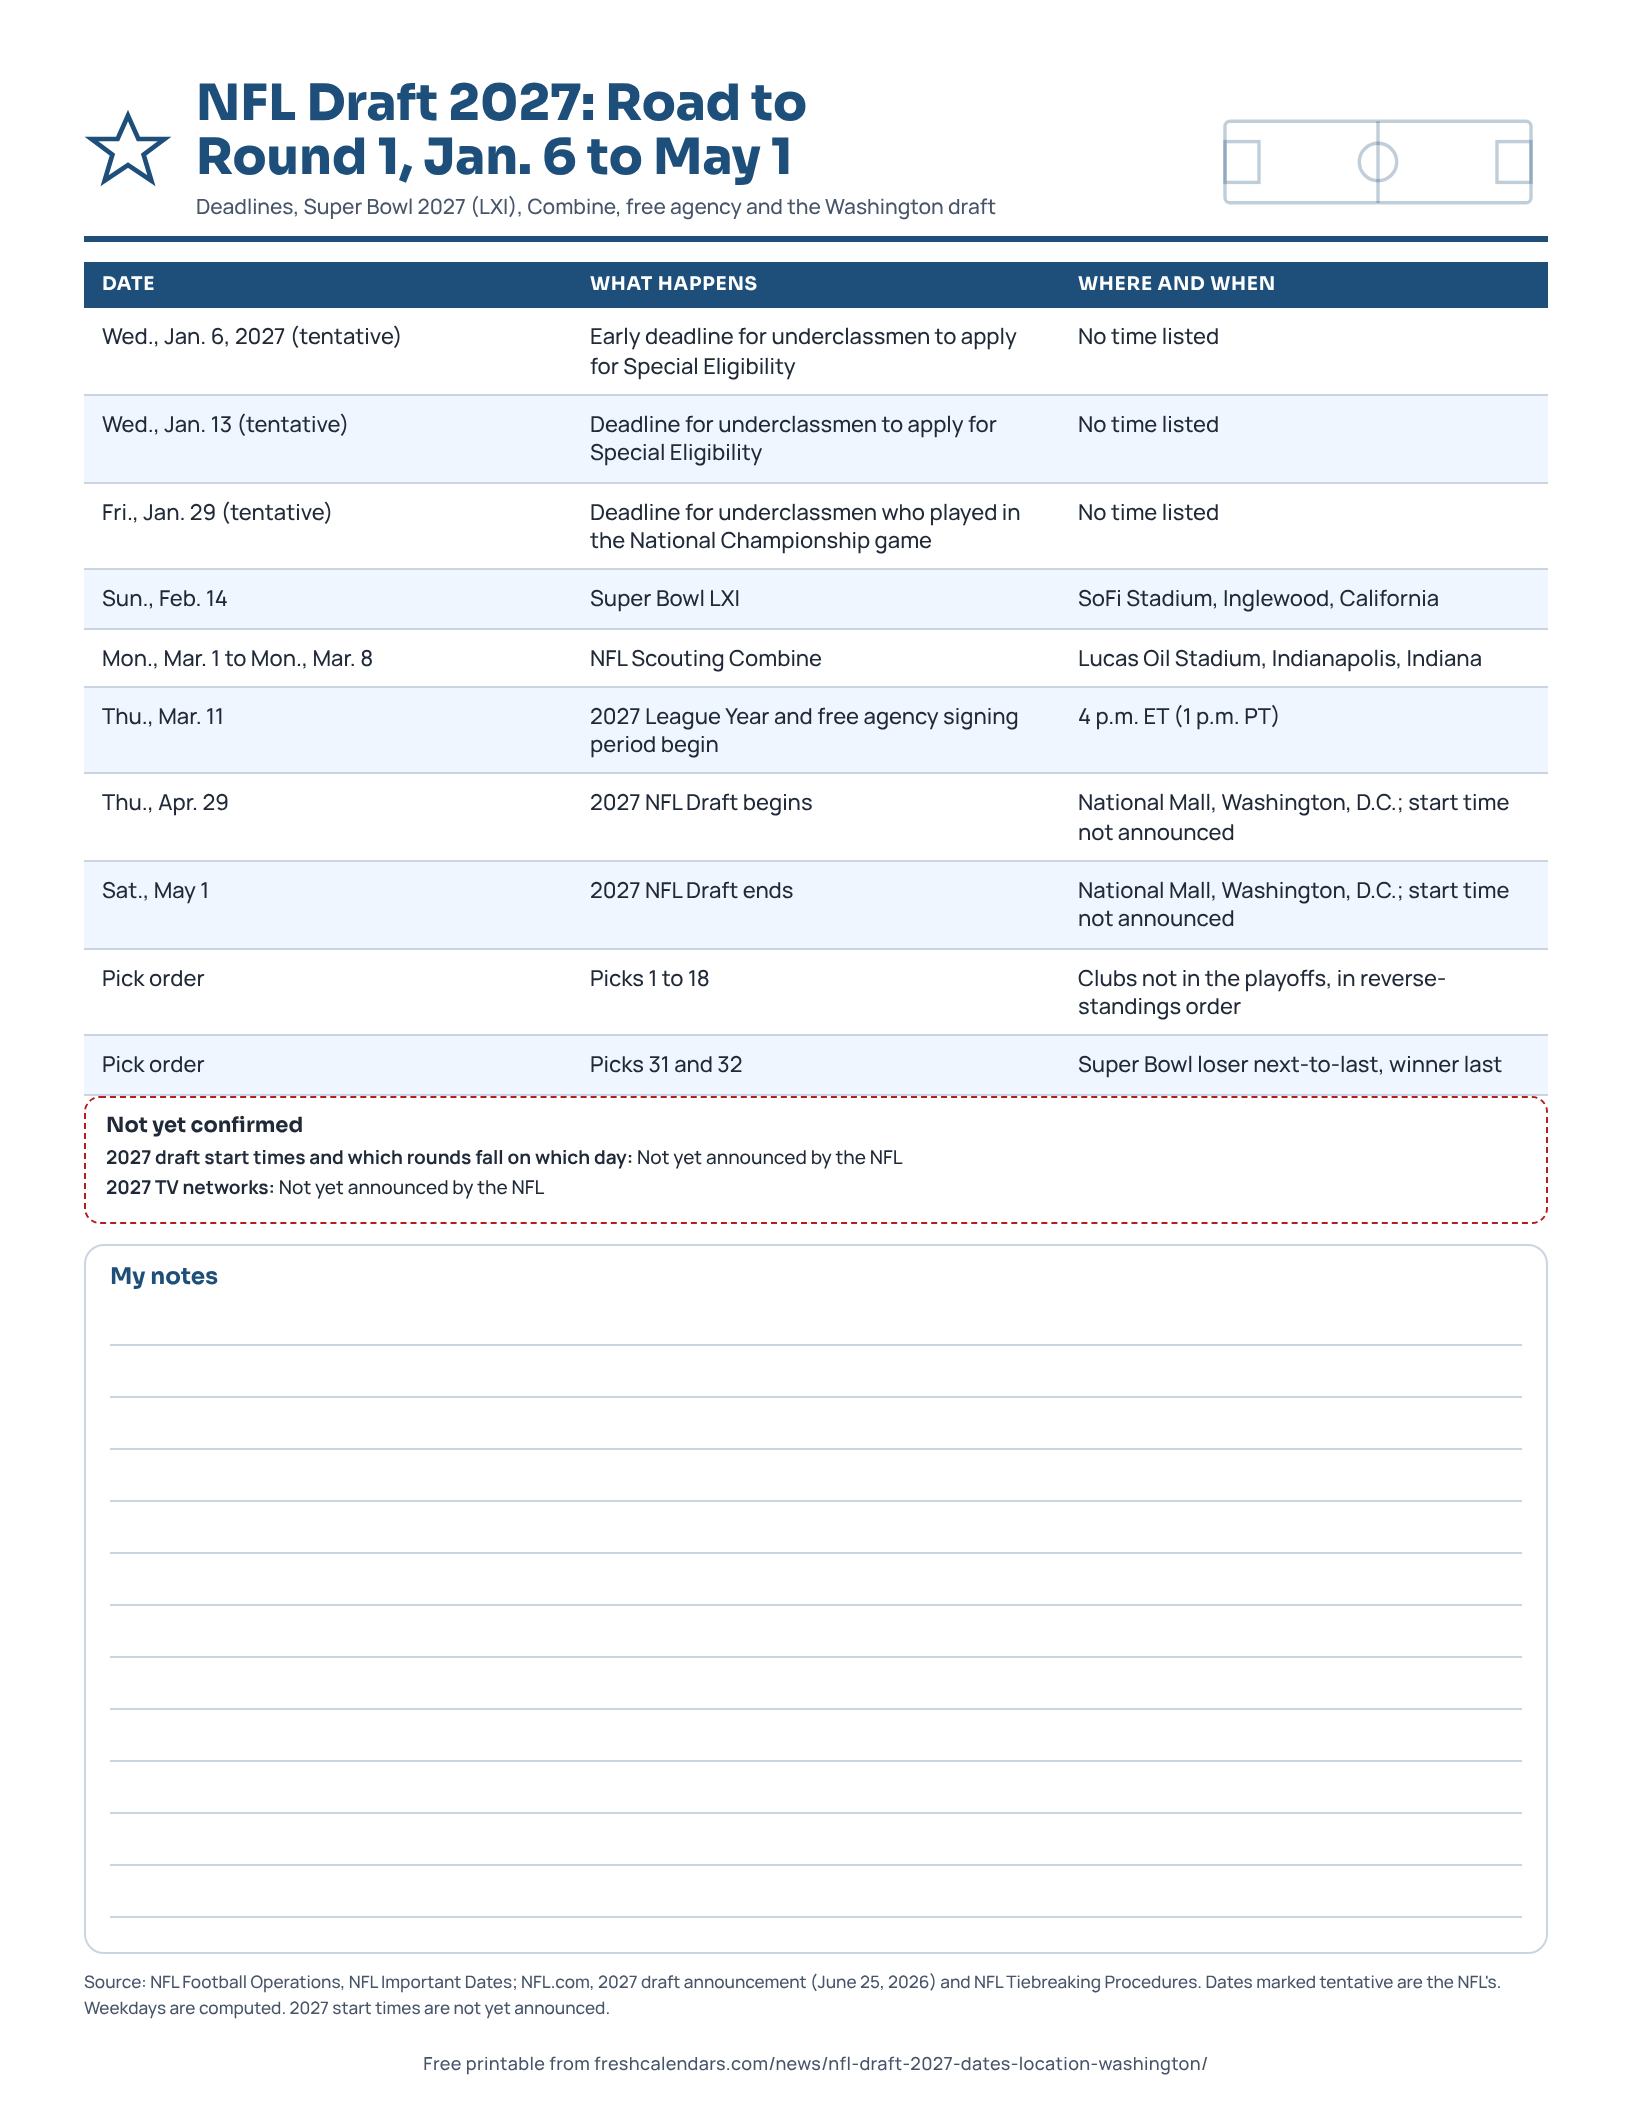 NFL Draft 2027: Road to
Round 1, Jan. 6 to May 1
Deadlines, Super Bowl 2027 (LXI), Combine, free agency and the Washington draft
DATE WHAT HAPPENS WHERE AND WHEN
Wed., Jan. 6, 2027 (tentative) Early deadline for underclassmen to apply No time listed
for Special Eligibility
Wed., Jan. 13 (tentative) Deadline for underclassmen to apply for No time listed
Special Eligibility
Fri., Jan. 29 (tentative) Deadline for underclassmen who played in No time listed
the National Championship game
Sun., Feb. 14 Super Bowl LXI SoFi Stadium, Inglewood, California
Mon., Mar. 1 to Mon., Mar. 8 NFL Scouting Combine Lucas Oil Stadium, Indianapolis, Indiana
Thu., Mar. 11 2027 League Year and free agency signing 4 p.m. ET (1 p.m. PT)
period begin
Thu., Apr. 29 2027 NFL Draft begins National Mall, Washington, D.C.; start time
not announced
Sat., May 1 2027 NFL Draft ends National Mall, Washington, D.C.; start time
not announced
Pick order Picks 1 to 18 Clubs not in the playoffs, in reverse-
standings order
Pick order Picks 31 and 32 Super Bowl loser next-to-last, winner last
Not yet confirmed
2027 draft start times and which rounds fall on which day: Not yet announced by the NFL
2027 TV networks: Not yet announced by the NFL
My notes
Source: NFL Football Operations, NFL Important Dates; NFL.com, 2027 draft announcement (June 25, 2026) and NFL Tiebreaking Procedures. Dates marked tentative are the NFL's.
Weekdays are computed. 2027 start times are not yet announced.
Free printable from freshcalendars.com/news/nfl-draft-2027-dates-location-washington/